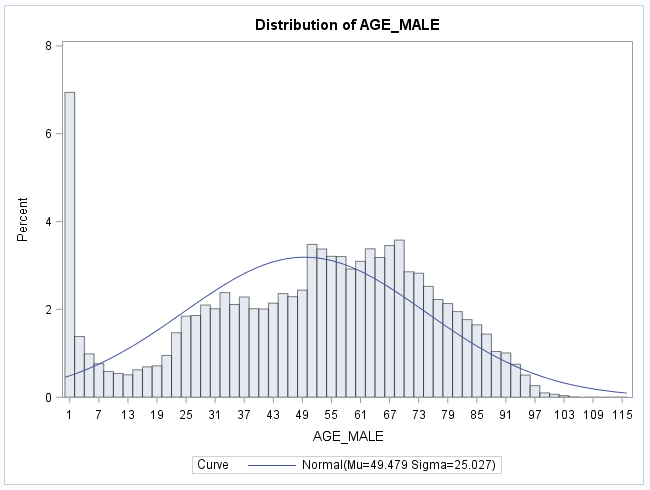 Distribution of AGE_MALE
8
6
4
2
0
Percent
1 7 13 19 25 31 37 43 49 55 61 67 73 79 85 91 97 103 109 115
AGE_MALE
Curve Normal(Mu=49.479 Sigma=25.027)